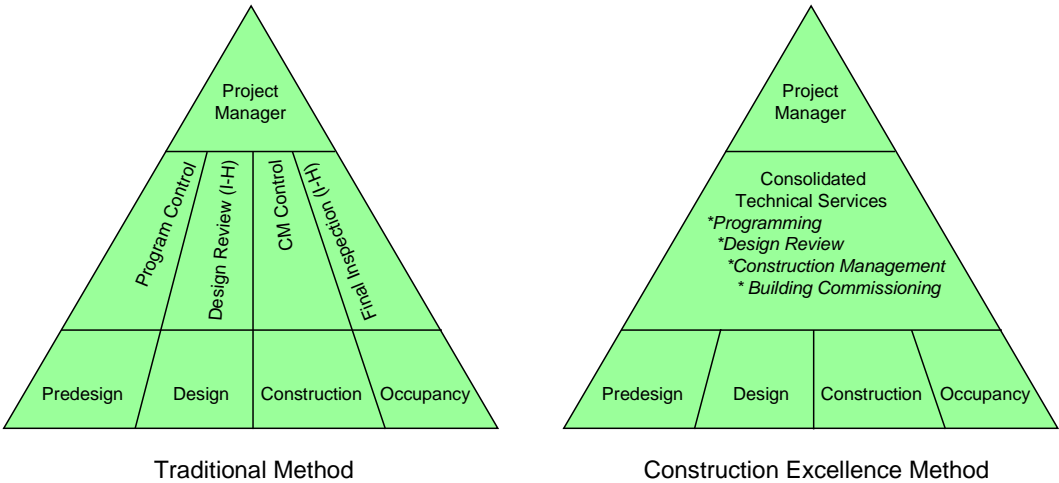 Project
Manager
Program Control
Design Review (I-H)
CM Control
Final Inspection (I-H)
Predesign
Design
Construction
Occupancy
Traditional Method
Project
Manager
Consolidated
Technical Services
*Programming
*Design Review
*Construction Management
* Building Commissioning
Predesign
Design
Construction
Occupancy
Construction Excellence Method